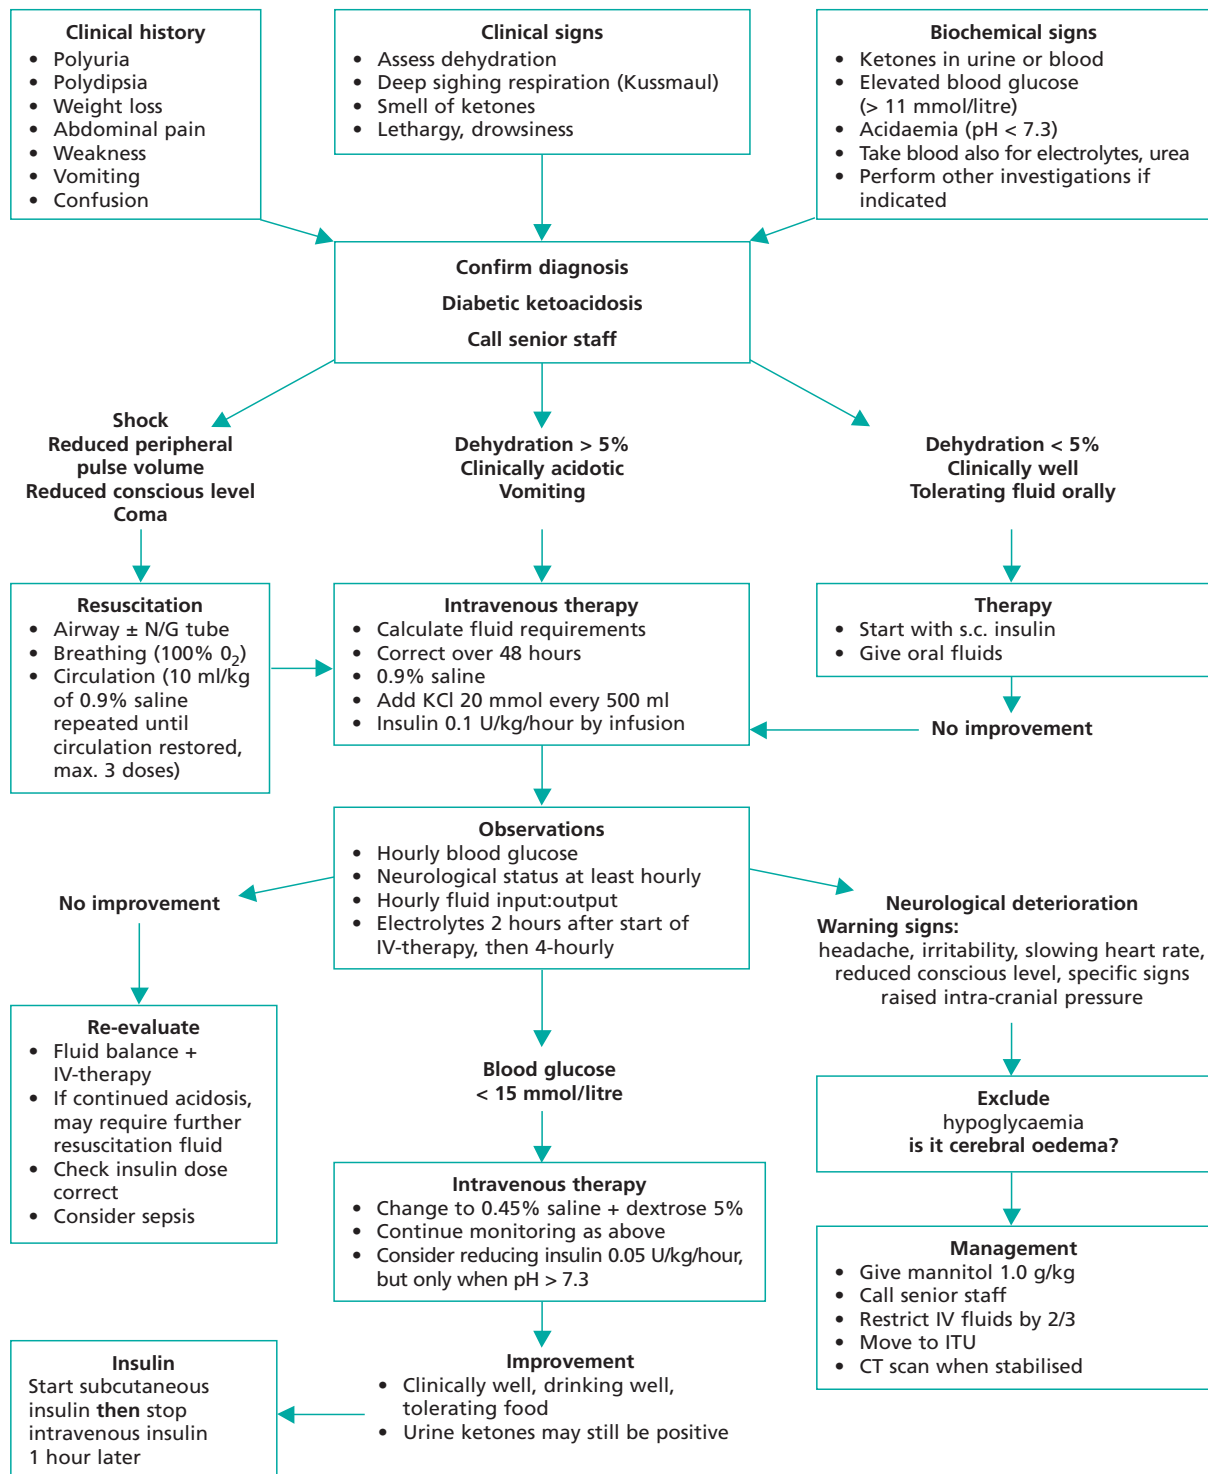 Clinical history
• Polyuria
• Polydipsia
• Weight loss
• Abdominal pain
• Weakness
• Vomiting
• Confusion
Clinical signs
• Assess dehydration
• Deep sighing respiration (Kussmaul)
• Smell of ketones
• Lethargy, drowsiness
Biochemical signs
• Ketones in urine or blood
• Elevated blood glucose
(> 11 mmol/litre)
• Acidaemia (pH < 7.3)
• Take blood also for electrolytes, urea
• Perform other investigations if
indicated
Confirm diagnosis
Diabetic ketoacidosis
Call senior staff
Shock
Reduced peripheral
pulse volume
Reduced conscious level
Coma
Dehydration > 5%
Clinically acidotic
Vomiting
Dehydration < 5%
Clinically well
Tolerating fluid orally
Resuscitation
• Airway ± N/G tube
• Breathing (100% 0₂)
• Circulation (10 ml/kg
of 0.9% saline
repeated until
circulation restored,
max. 3 doses)
Intravenous therapy
• Calculate fluid requirements
• Correct over 48 hours
• 0.9% saline
• Add KCl 20 mmol every 500 ml
• Insulin 0.1 U/kg/hour by infusion
Therapy
• Start with s.c. insulin
• Give oral fluids
No improvement
Observations
• Hourly blood glucose
• Neurological status at least hourly
• Hourly fluid input:output
• Electrolytes 2 hours after start of
IV-therapy, then 4-hourly
No improvement
Neurological deterioration
Warning signs:
headache, irritability, slowing heart rate,
reduced conscious level, specific signs
raised intra-cranial pressure
Re-evaluate
• Fluid balance +
IV-therapy
• If continued acidosis,
may require further
resuscitation fluid
• Check insulin dose
correct
• Consider sepsis
Blood glucose
< 15 mmol/litre
Exclude
hypoglycaemia
is it cerebral oedema?
Intravenous therapy
• Change to 0.45% saline + dextrose 5%
• Continue monitoring as above
• Consider reducing insulin 0.05 U/kg/hour,
but only when pH > 7.3
Management
• Give mannitol 1.0 g/kg
• Call senior staff
• Restrict IV fluids by 2/3
• Move to ITU
• CT scan when stabilised
Improvement
• Clinically well, drinking well,
tolerating food
• Urine ketones may still be positive
Insulin
Start subcutaneous
insulin then stop
intravenous insulin
1 hour later